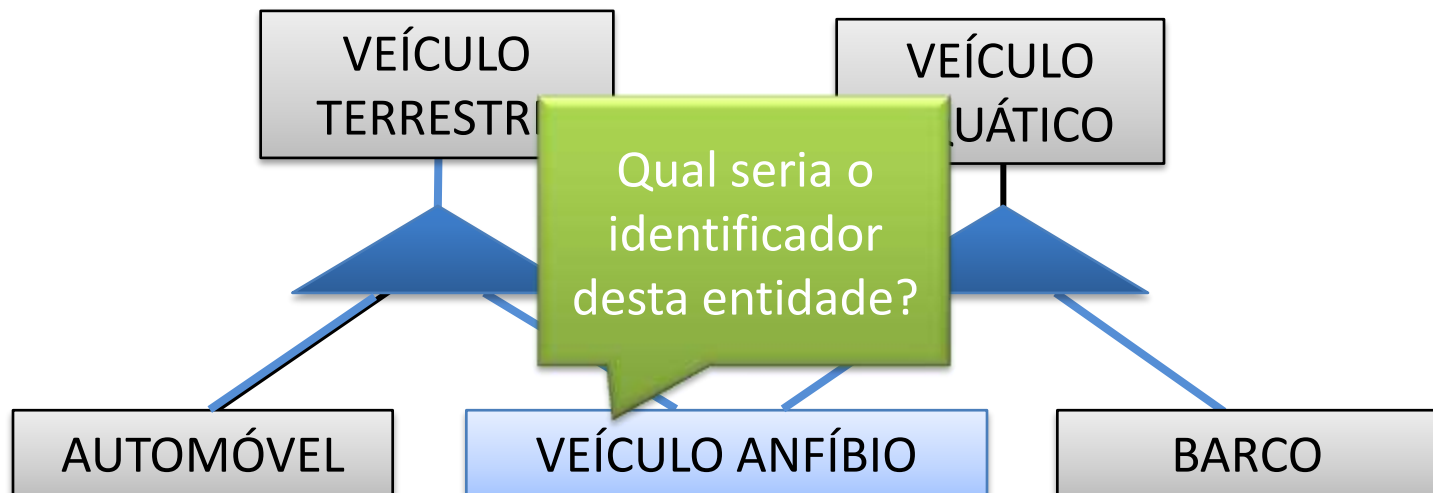 VEÍCULO
TERRESTR
VEÍCULO
UÁTICO
Qual seria o
identificador
desta entidade?
AUTOMÓVEL
VEÍCULO ANFÍBIO
BARCO